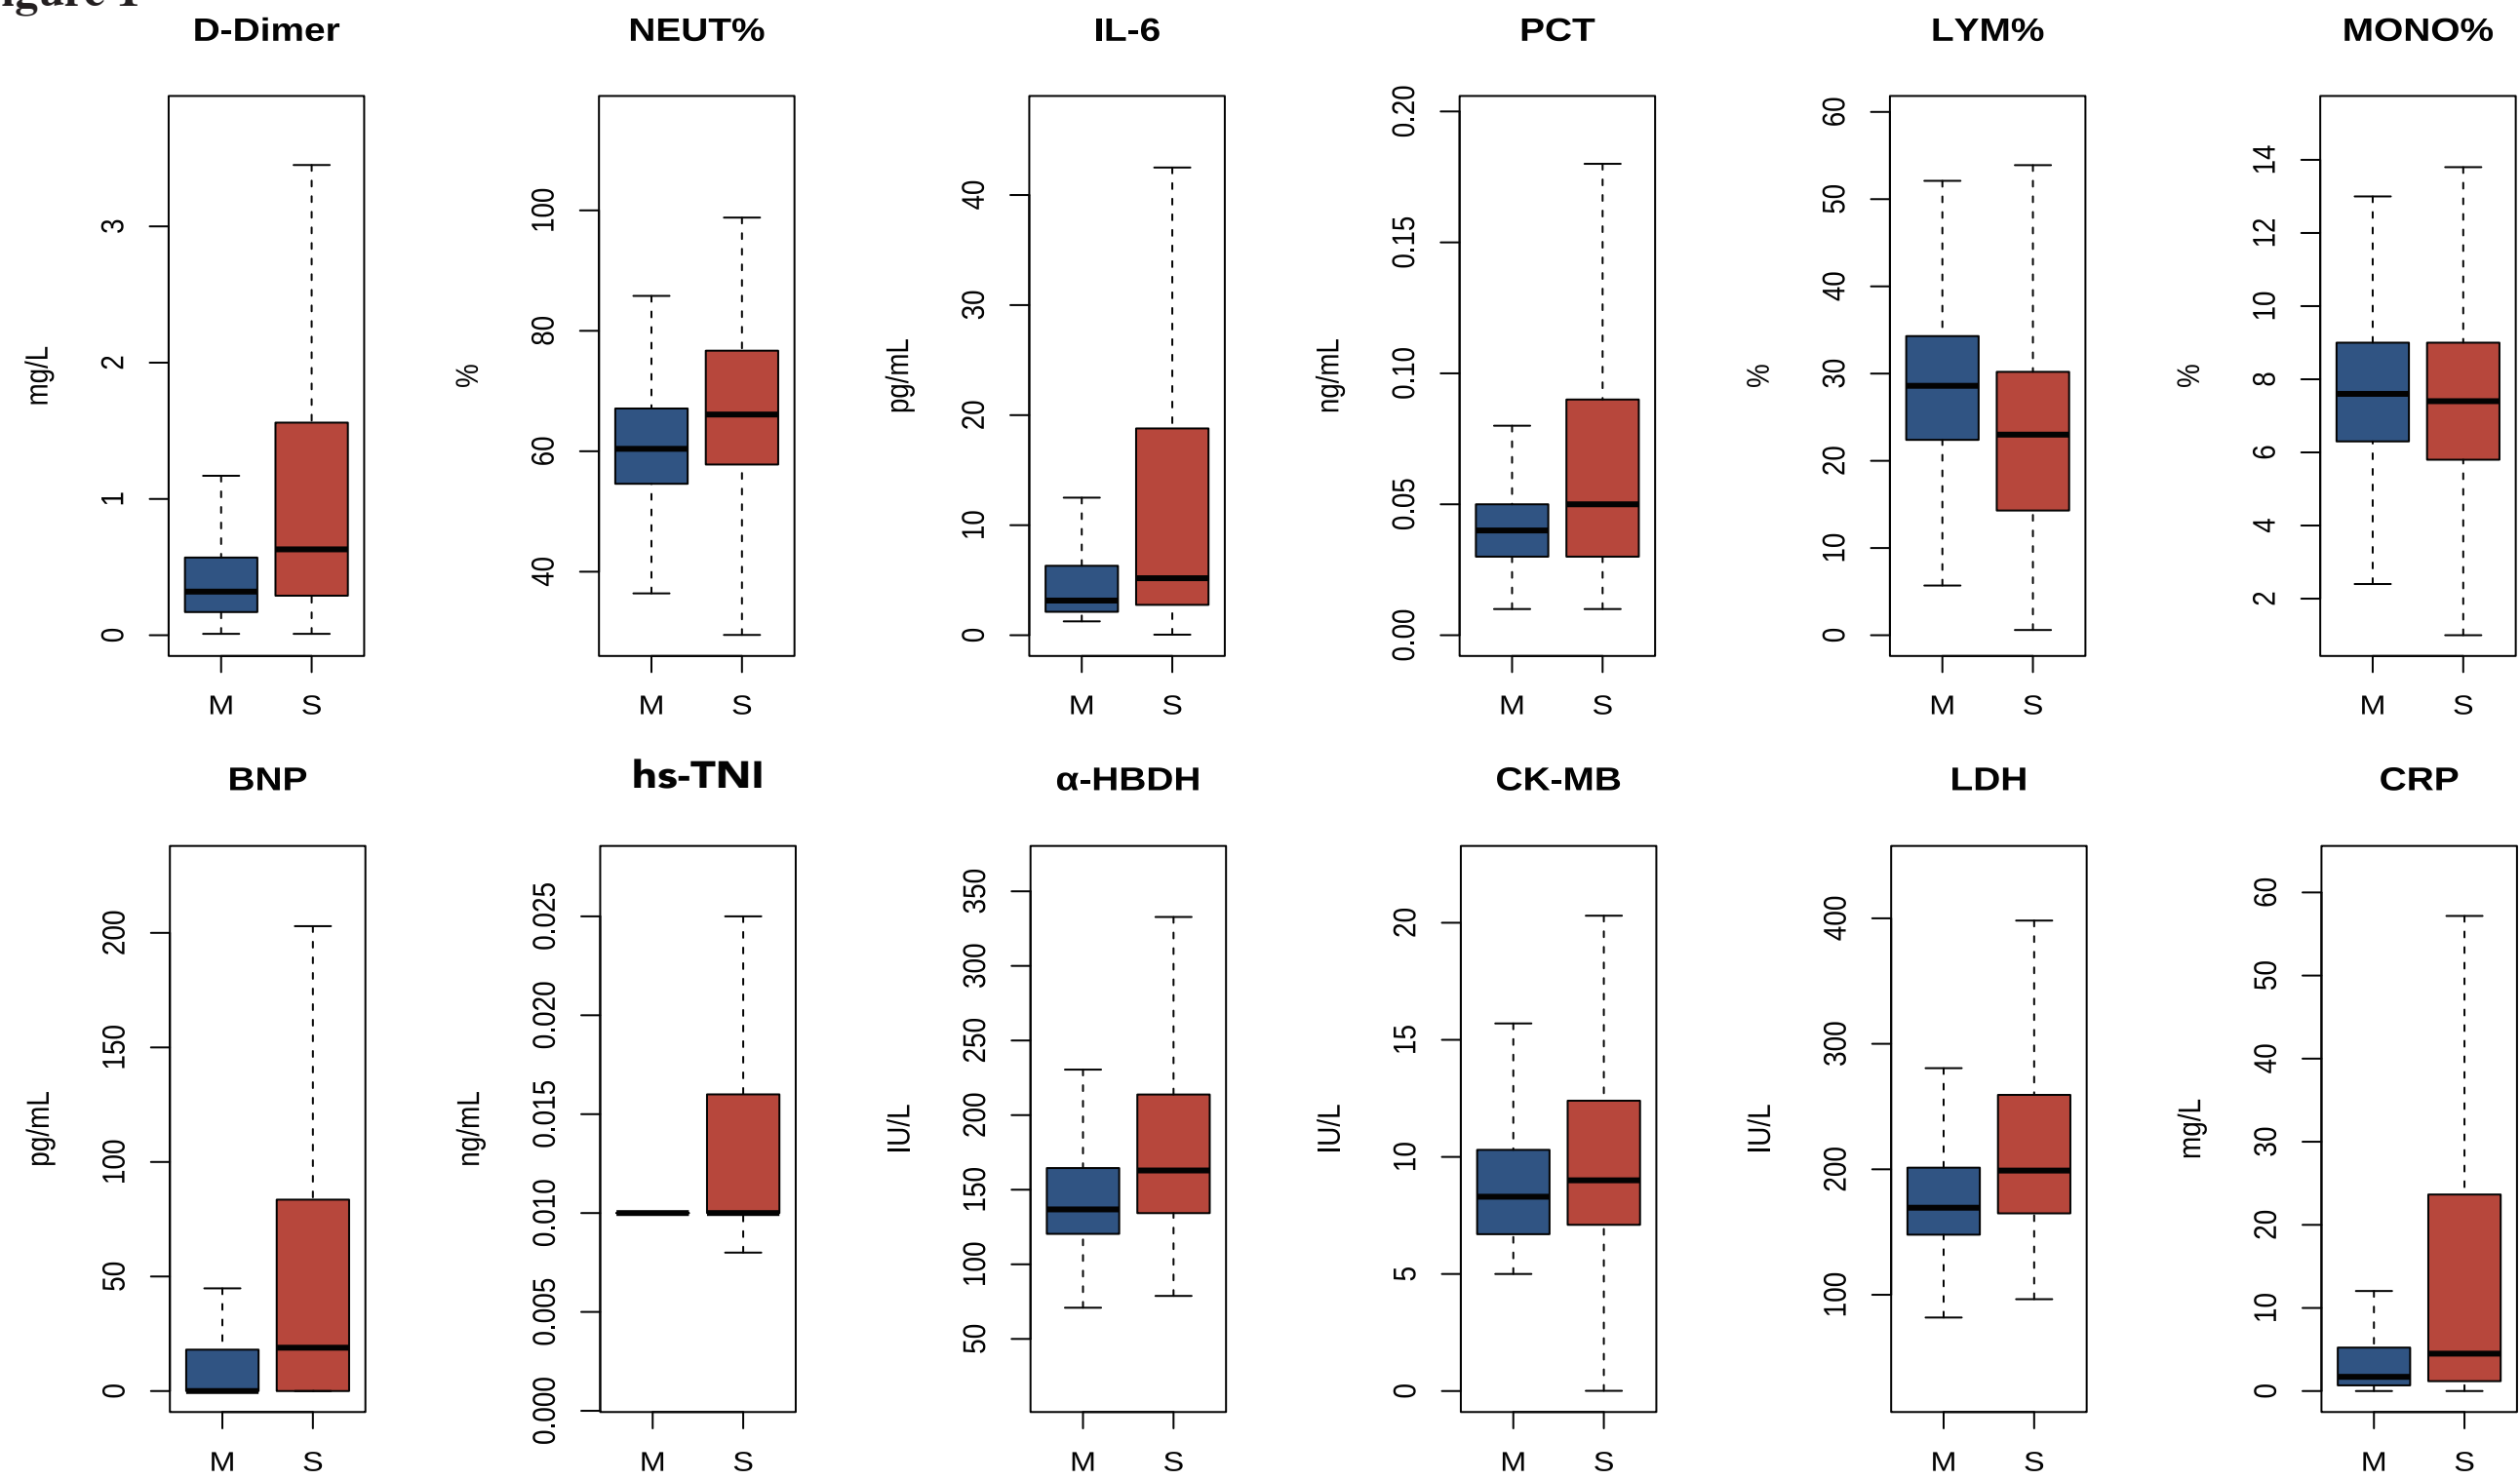 D-Dimer NEUT% IL-6 PCT LYM% MONO%
mg/L 0 1 2 3 M S
% 40 60 80 100 M S
pg/mL 0 10 20 30 40 M S
ng/mL 0.00 0.05 0.10 0.15 0.20 M S
% 0 10 20 30 40 50 60 M S
% 2 4 6 8 10 12 14 M S
BNP hs-TNI α-HBDH CK-MB LDH CRP
pg/mL 0 50 100 150 200 M S
ng/mL 0.000 0.005 0.010 0.015 0.020 0.025 M S
IU/L 50 100 150 200 250 300 350 M S
IU/L 0 5 10 15 20 M S
IU/L 100 200 300 400 M S
mg/L 0 10 20 30 40 50 60 M S